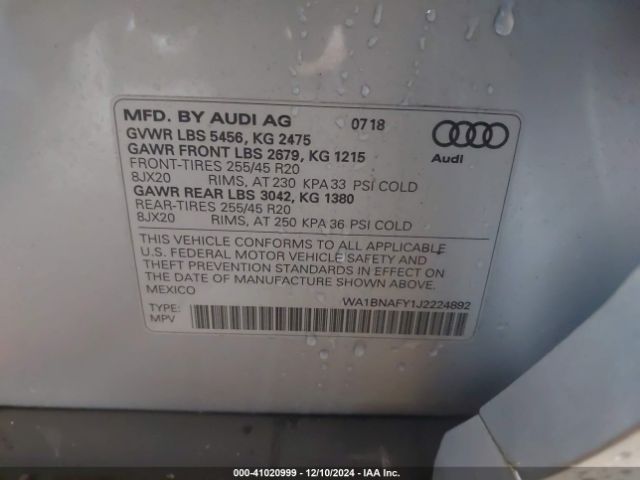 MFD. BY AUDI AG 07 18
GVWR LBS 5456, KG 2475
GAWR FRONT LBS 2679, KG 1215
FRONT-TIRES 255/45 R20
8JX20 RIMS, AT 230 KPA 33 PSI COLD
GAWR REAR LBS 3042, KG 1380
REAR-TIRES 255/45 R20
8JX20 RIMS, AT 250 KPA 36 PSI COLD
Audi
THIS VEHICLE CONFORMS TO ALL APPLICABLE
U.S. FEDERAL MOTOR VEHICLE SAFETY AND
THEFT PREVENTION STANDARDS IN EFFECT ON
THE DATE OF MANUFACTURE SHOWN ABOVE.
MEXICO
WA1BNAFY1J2224892
TYPE:
MPV
000-41020999 — 12/10/2024 — IAA Inc.